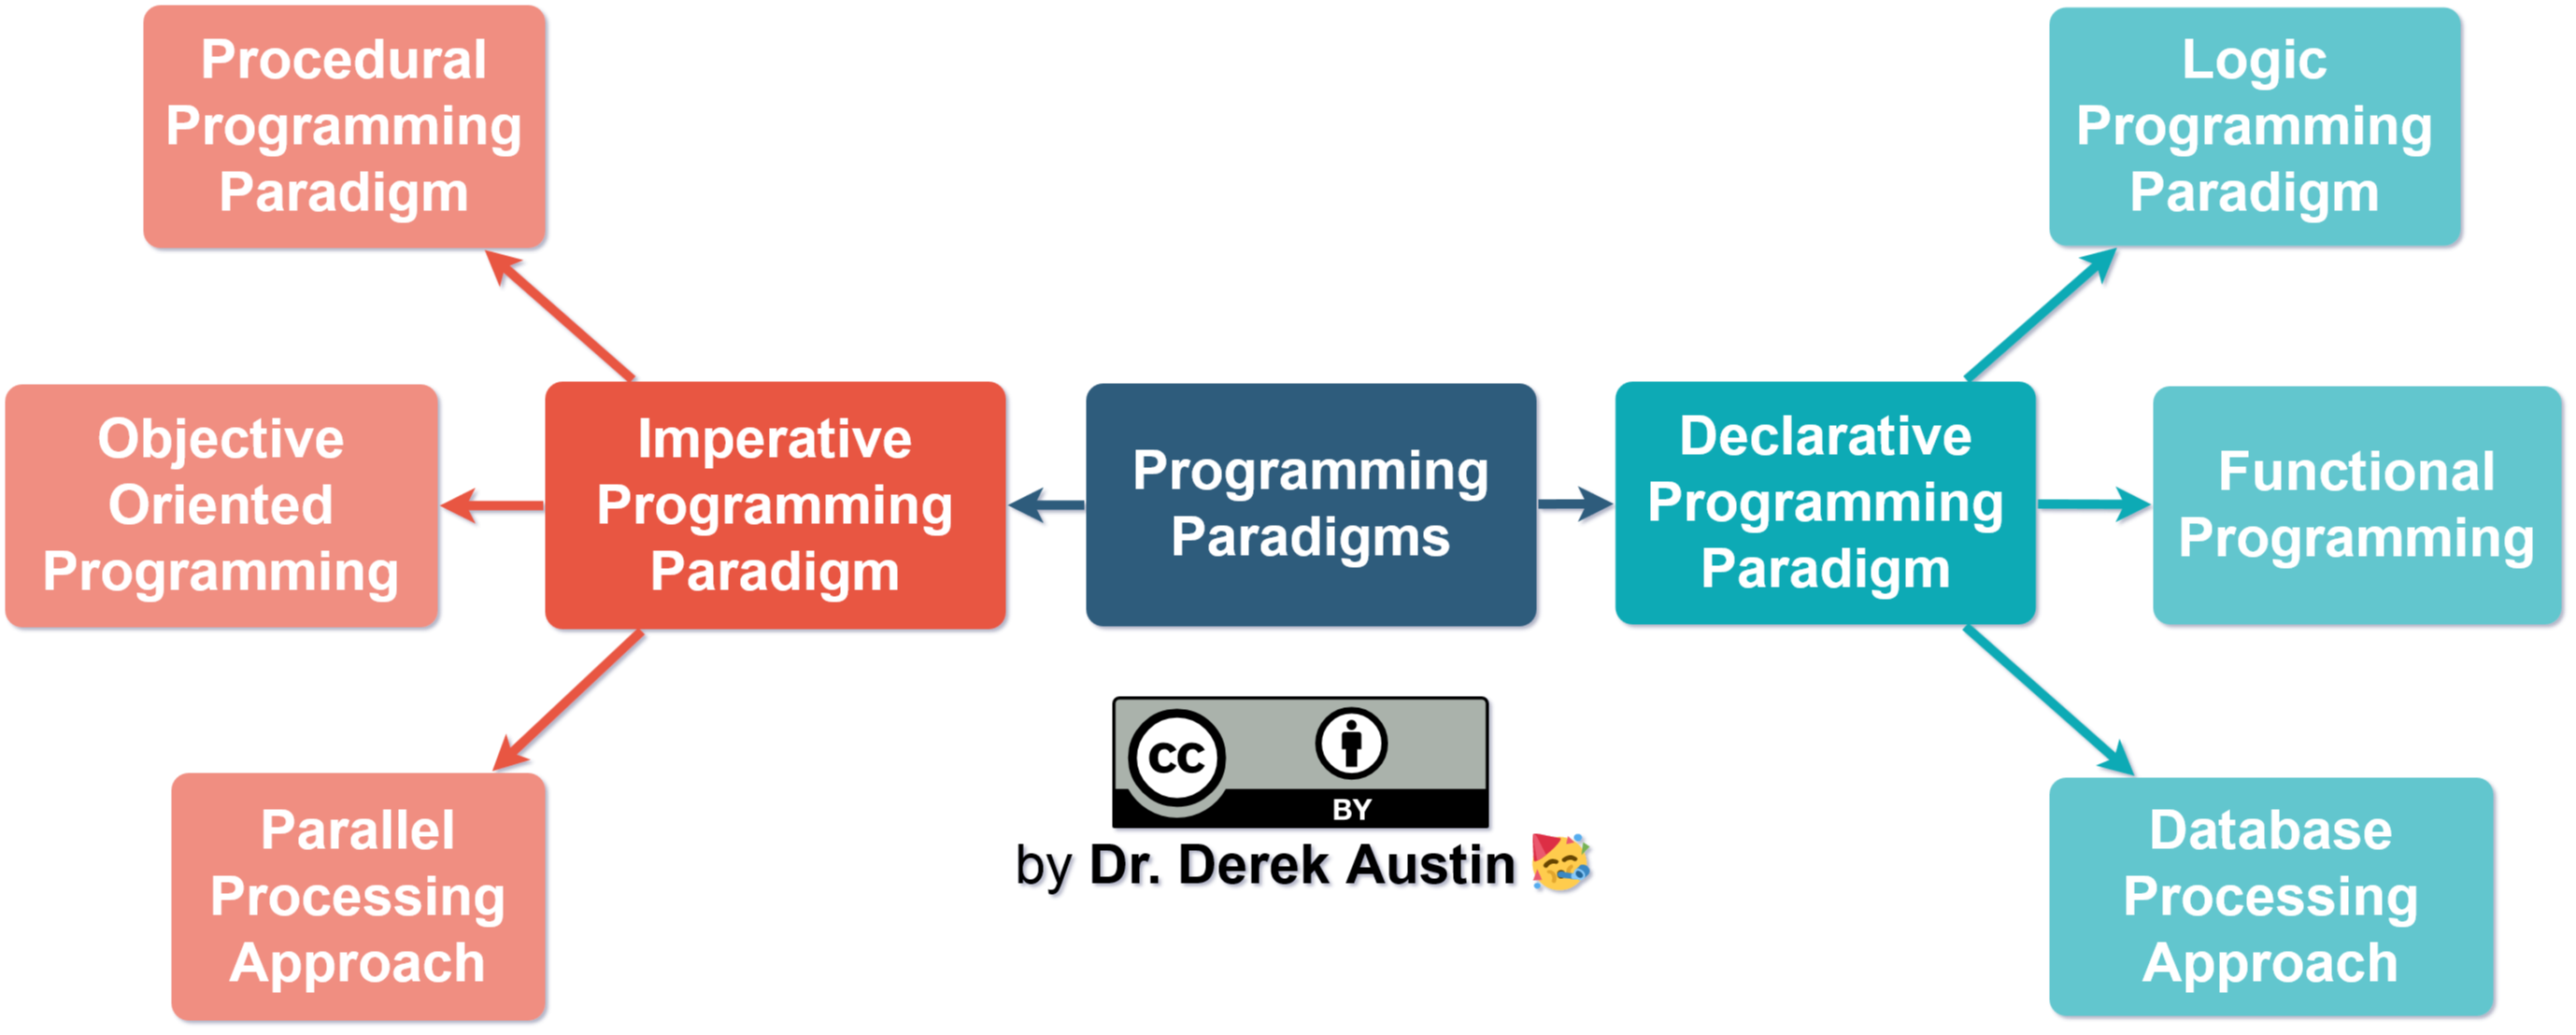 Procedural
Programming
Paradigm
Logic
Programming
Paradigm
Objective
Oriented
Programming
Imperative
Programming
Paradigm
Programming
Paradigms
Declarative
Programming
Paradigm
Functional
Programming
Parallel
Processing
Approach
cc
BY
by Dr. Derek Austin 🥳
Database
Processing
Approach